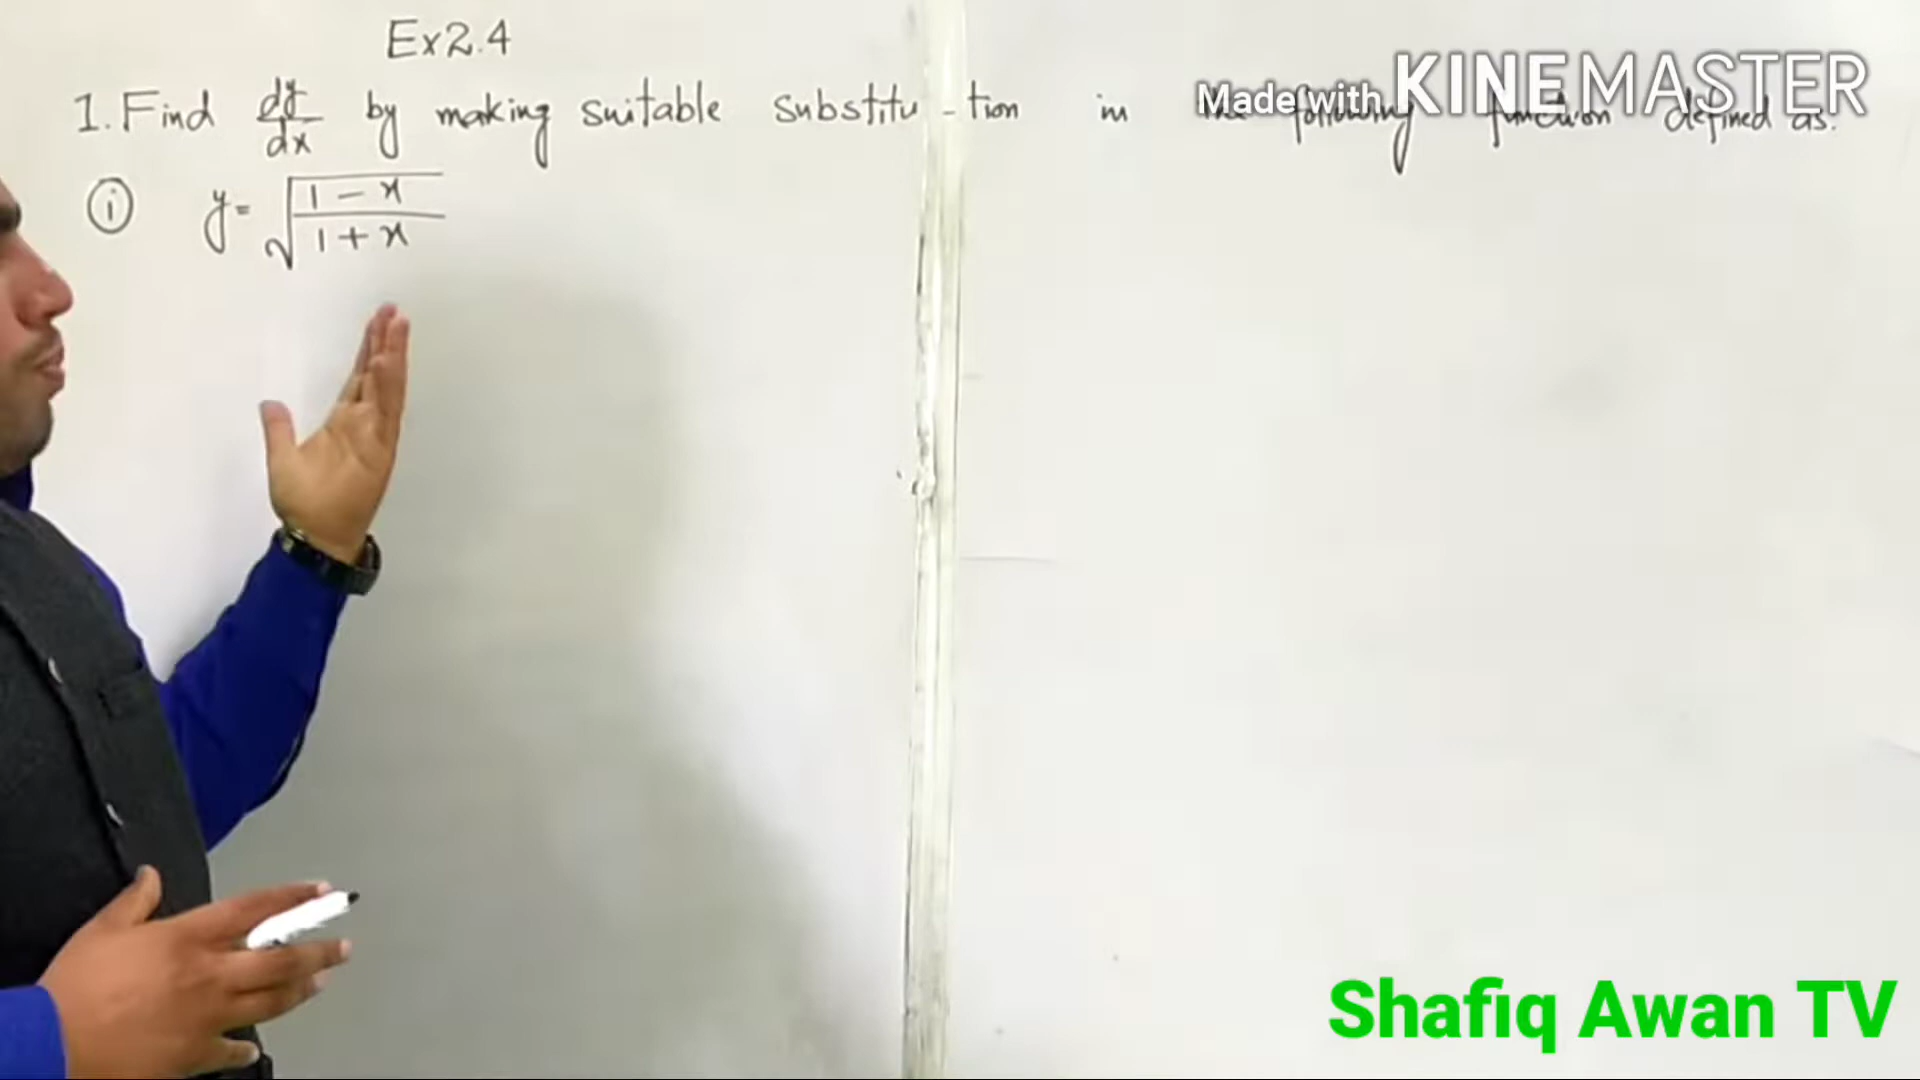 Ex 2.4
Made with KINEMASTER
1. Find dy/dx by making suitable substitu-tion in the following function defined as:
(i) y = √((1 - x)/(1 + x))
Shafiq Awan TV